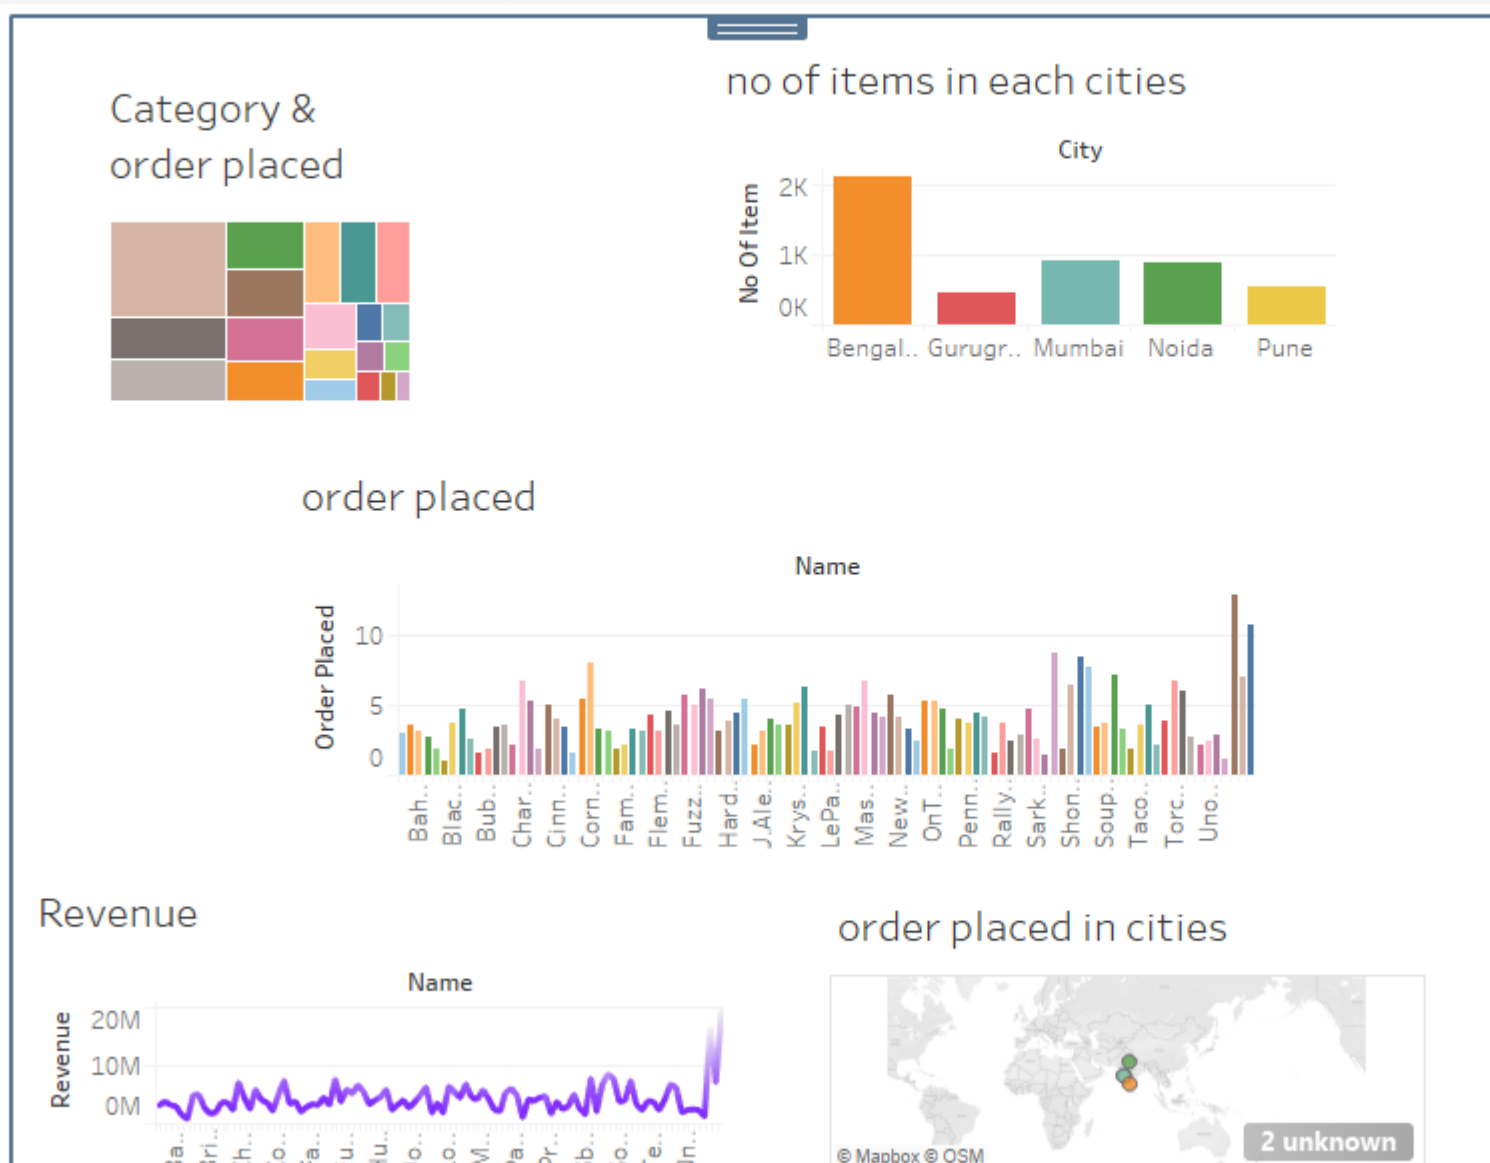 Category &
order placed
no of items in each cities
City
No Of Item
2K
1K
0K
Bengal.. Gurugr.. Mumbai Noida Pune
order placed
Name
Order Placed
10
5
0
Bah.. Blac.. Bub.. Char.. Cinn.. Corn.. Fam.. Flem.. Fuzz.. Hard.. J.Ale.. Krys.. LePa.. Mas.. New.. OnT.. Penn.. Rally.. Sark.. Shon.. Soup.. Taco.. Torc.. Uno..
Revenue
Name
Revenue
20M
10M
0M
order placed in cities
© Mapbox © OSM
2 unknown